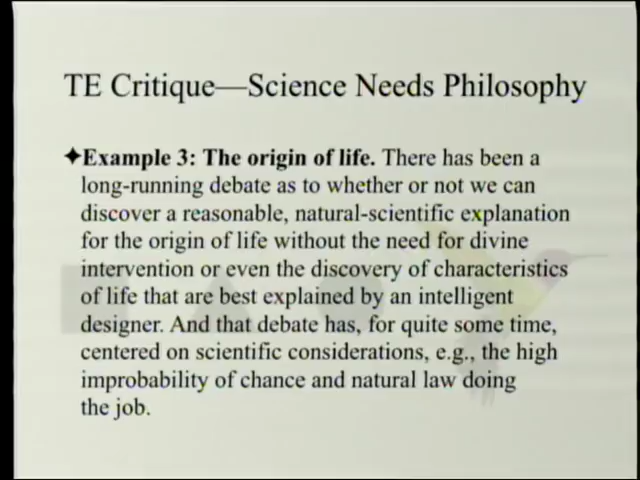 TE Critique—Science Needs Philosophy
✦Example 3: The origin of life. There has been a
long-running debate as to whether or not we can
discover a reasonable, natural-scientific explanation
for the origin of life without the need for divine
intervention or even the discovery of characteristics
of life that are best explained by an intelligent
designer. And that debate has, for quite some time,
centered on scientific considerations, e.g., the high
improbability of chance and natural law doing
the job.